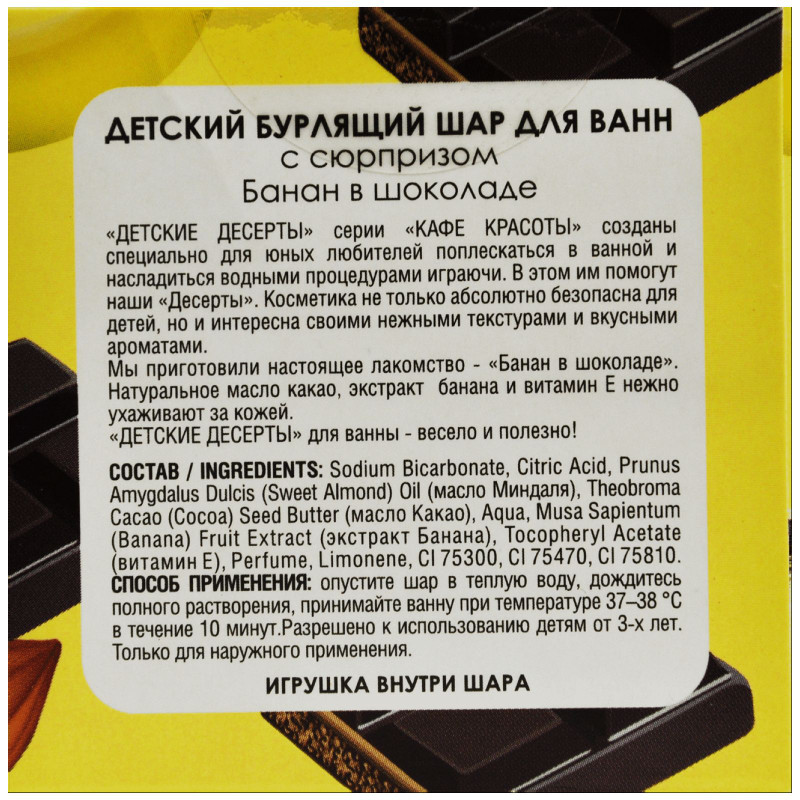 ДЕТСКИЙ БУРЛЯЩИЙ ШАР ДЛЯ ВАНН
с сюрпризом
Банан в шоколаде
«ДЕТСКИЕ ДЕСЕРТЫ» серии «КАФЕ КРАСОТЫ» созданы
специально для юных любителей поплескаться в ванной и
насладиться водными процедурами играючи. В этом им помогут
наши «Десерты». Косметика не только абсолютно безопасна для
детей, но и интересна своими нежными текстурами и вкусными
ароматами.
Мы приготовили настоящее лакомство - «Банан в шоколаде».
Натуральное масло какао, экстракт банана и витамин Е нежно
ухаживают за кожей.
«ДЕТСКИЕ ДЕСЕРТЫ» для ванны - весело и полезно!
СОСТАВ / INGREDIENTS: Sodium Bicarbonate, Citric Acid, Prunus
Amygdalus Dulcis (Sweet Almond) Oil (масло Миндаля), Theobroma
Cacao (Cocoa) Seed Butter (масло Какао), Aqua, Musa Sapientum
(Banana) Fruit Extract (экстракт Банана), Tocopheryl Acetate
(витамин Е), Perfume, Limonene, CI 75300, CI 75470, CI 75810.
СПОСОБ ПРИМЕНЕНИЯ: опустите шар в теплую воду, дождитесь
полного растворения, принимайте ванну при температуре 37–38 °C
в течение 10 минут.Разрешено к использованию детям от 3-х лет.
Только для наружного применения.
ИГРУШКА ВНУТРИ ШАРА